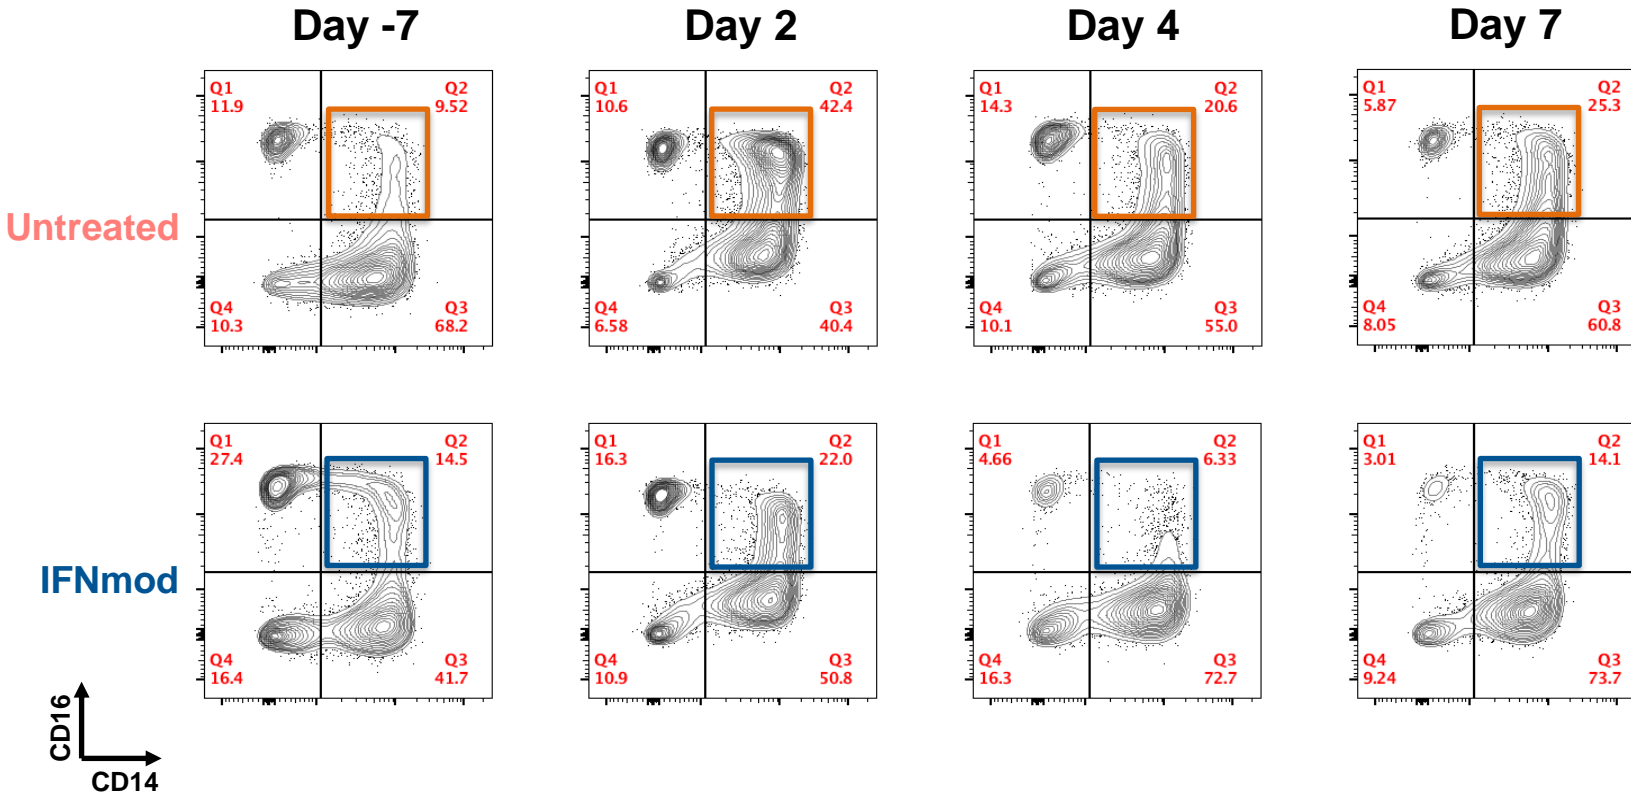 Day -7
Day 2
Day 4
Day 7
Untreated
Q1
11.9
Q2
9.52
Q4
10.3
Q3
68.2
Q1
10.6
Q2
42.4
Q4
6.58
Q3
40.4
Q1
14.3
Q2
20.6
Q4
10.1
Q3
55.0
Q1
5.87
Q2
25.3
Q4
8.05
Q3
60.8
IFNmod
Q1
27.4
Q2
14.5
Q4
16.4
Q3
41.7
Q1
16.3
Q2
22.0
Q4
10.9
Q3
50.8
Q1
4.66
Q2
6.33
Q4
16.3
Q3
72.7
Q1
3.01
Q2
14.1
Q4
9.24
Q3
73.7
CD16
CD14